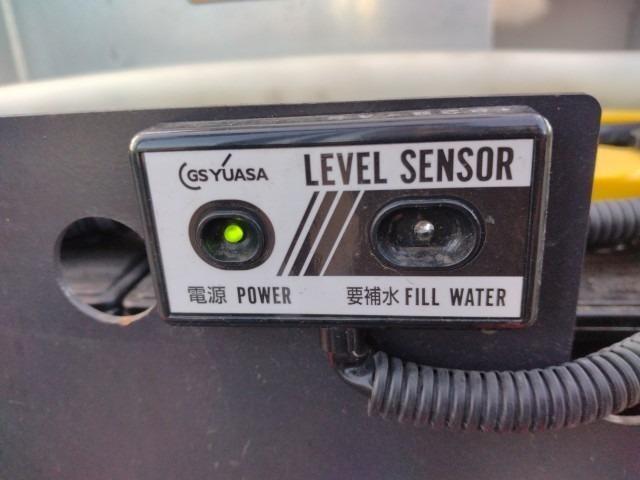 GS YUASA
LEVEL SENSOR
電源 POWER
要補水 FILL WATER